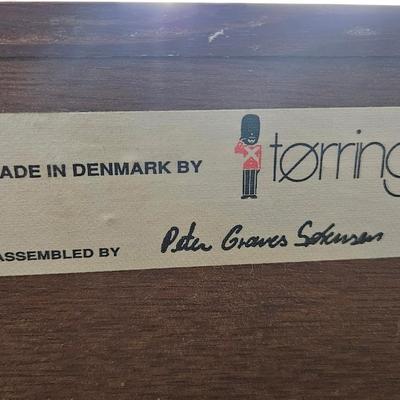 ADE IN DENMARK BY tørring
ASSEMBLED BY Peter Graves Sørensen